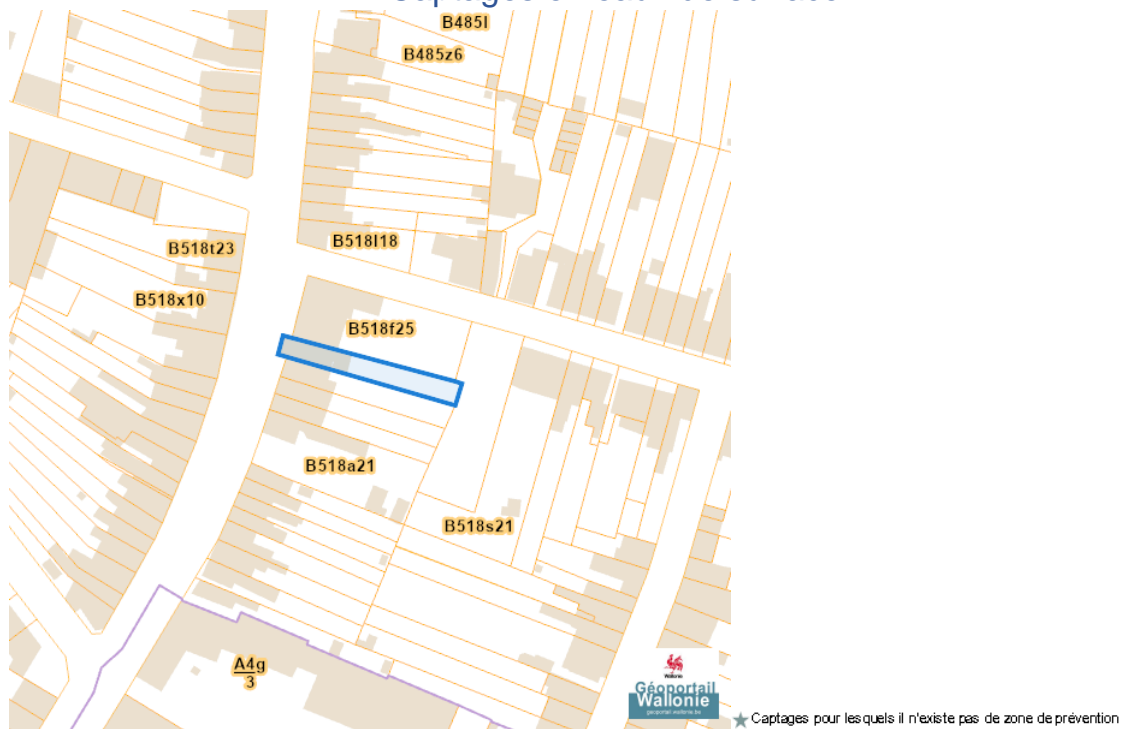 B485l
B485z6
B518t23
B518l18
B518x10
B518f25
B518a21
B518s21
A4g
3
Wallonie
Géoportail
Wallonie
geoportail.wallonie.be
Captages pour lesquels il n'existe pas de zone de prévention